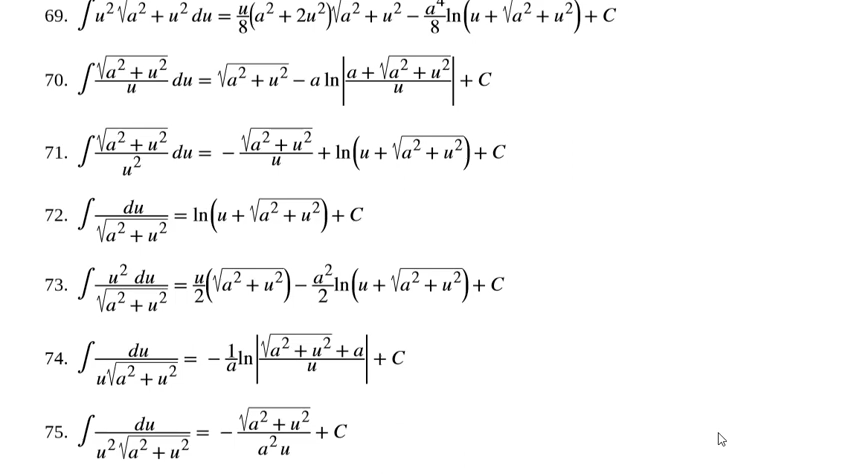 69. ∫u²√(a² + u²) du = u/8(a² + 2u²)√(a² + u²) − a⁴/8 ln(u + √(a² + u²)) + C
70. ∫√(a² + u²)/u du = √(a² + u²) − a ln|(a + √(a² + u²))/u| + C
71. ∫√(a² + u²)/u² du = −√(a² + u²)/u + ln(u + √(a² + u²)) + C
72. ∫du/√(a² + u²) = ln(u + √(a² + u²)) + C
73. ∫u² du/√(a² + u²) = u/2(√(a² + u²)) − a²/2 ln(u + √(a² + u²)) + C
74. ∫du/(u√(a² + u²)) = −1/a ln|(√(a² + u²) + a)/u| + C
75. ∫du/(u²√(a² + u²)) = −√(a² + u²)/(a²u) + C